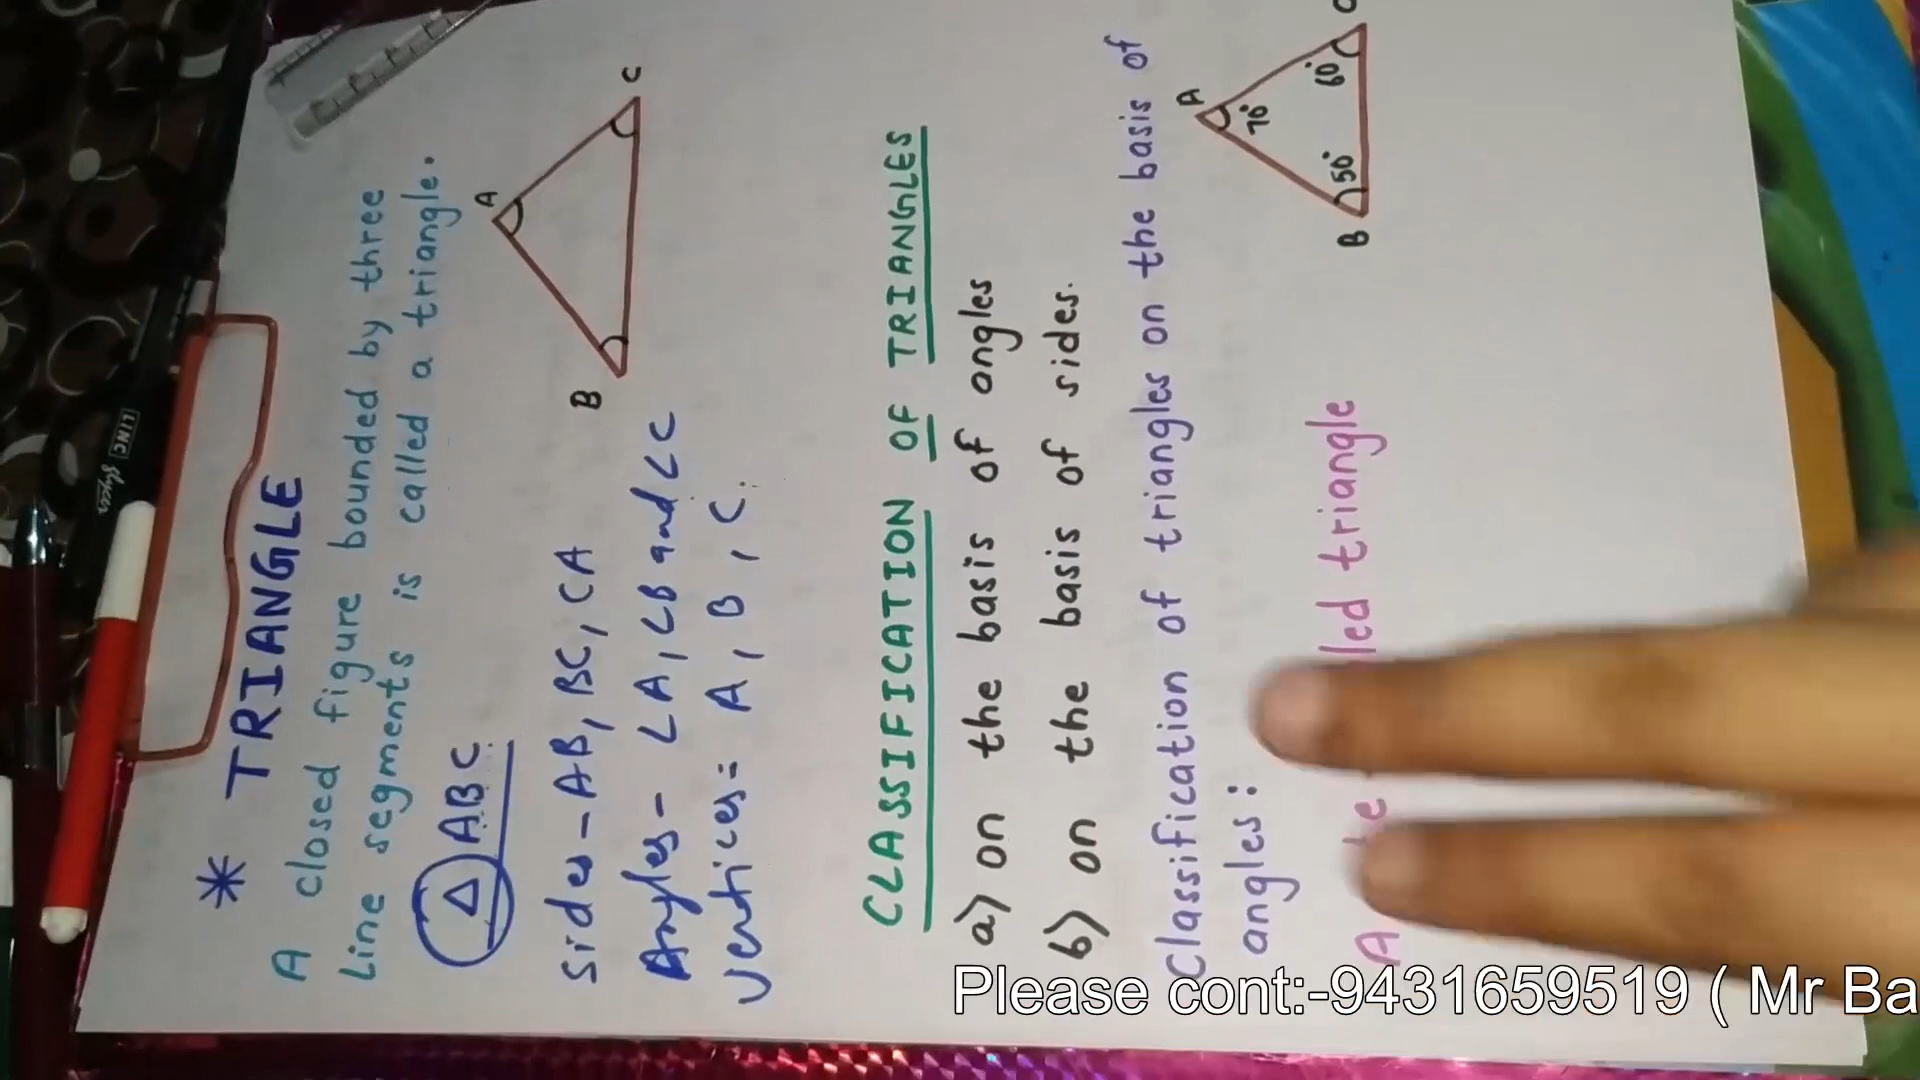 * TRIANGLE
A closed figure bounded by three
Line segments is called a triangle.
△ ABC
A
B
C
Sides - AB, BC, CA
Angles - ∠A, ∠B and ∠C
Vertices = A, B, C.
CLASSIFICATION OF TRIANGLES
a) on the basis of angles
b) on the basis of sides.
Classification of triangles on the basis of
angles:
A
triangle
A
70°
50°
60°
B
LINC
Glycer
Please cont:-9431659519 ( Mr Ba